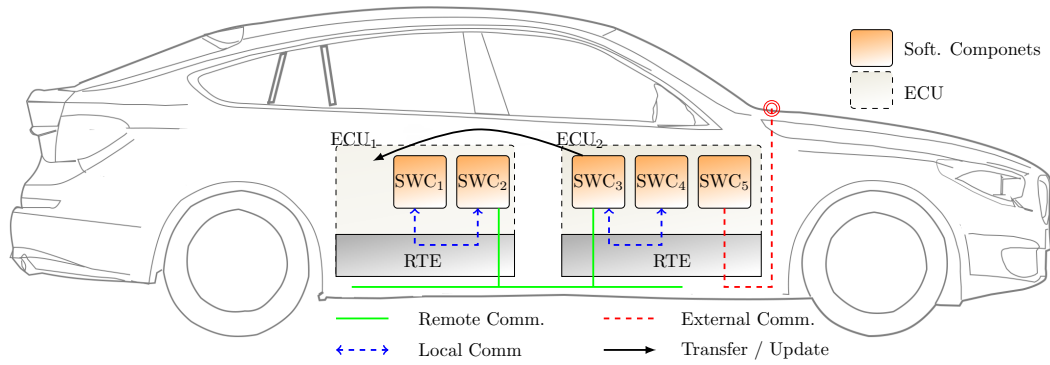 Soft. Componets
ECU
ECU1
ECU2
SWC1
SWC2
SWC3
SWC4
SWC5
RTE
RTE
Remote Comm.
External Comm.
Local Comm
Transfer / Update